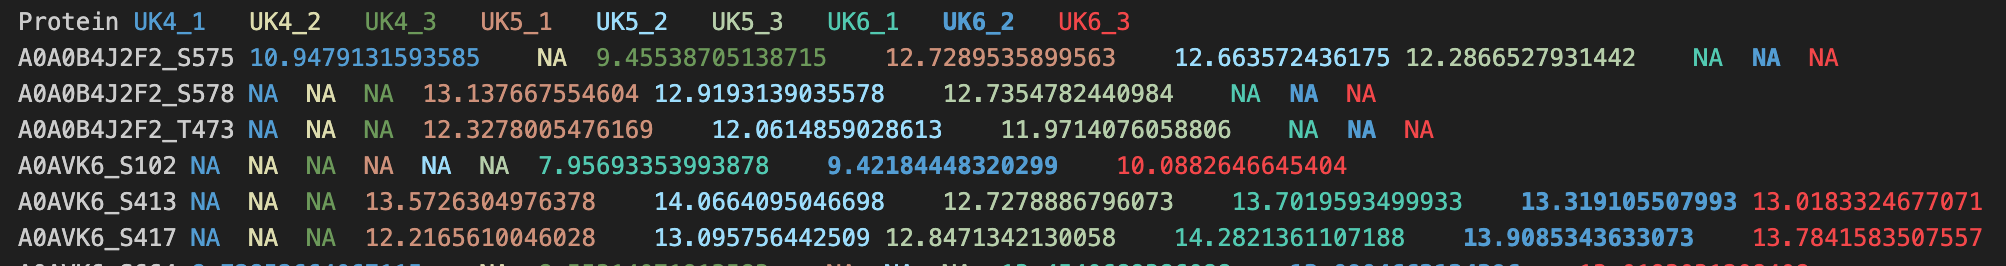 Protein UK4_1 UK4_2 UK4_3 UK5_1 UK5_2 UK5_3 UK6_1 UK6_2 UK6_3
A0A0B4J2F2_S575 10.9479131593585 NA 9.45538705138715 12.7289535899563 12.663572436175 12.2866527931442 NA NA NA
A0A0B4J2F2_S578 NA NA NA 13.137667554604 12.9193139035578 12.7354782440984 NA NA NA
A0A0B4J2F2_T473 NA NA NA 12.3278005476169 12.0614859028613 11.9714076058806 NA NA NA
A0AVK6_S102 NA NA NA NA NA NA 7.95693353993878 9.42184448320299 10.0882646645404
A0AVK6_S413 NA NA NA 13.5726304976378 14.0664095046698 12.7278886796073 13.7019593499933 13.319105507993 13.0183324677071
A0AVK6_S417 NA NA NA 12.2165610046028 13.095756442509 12.8471342130058 14.2821361107188 13.9085343633073 13.7841583507557